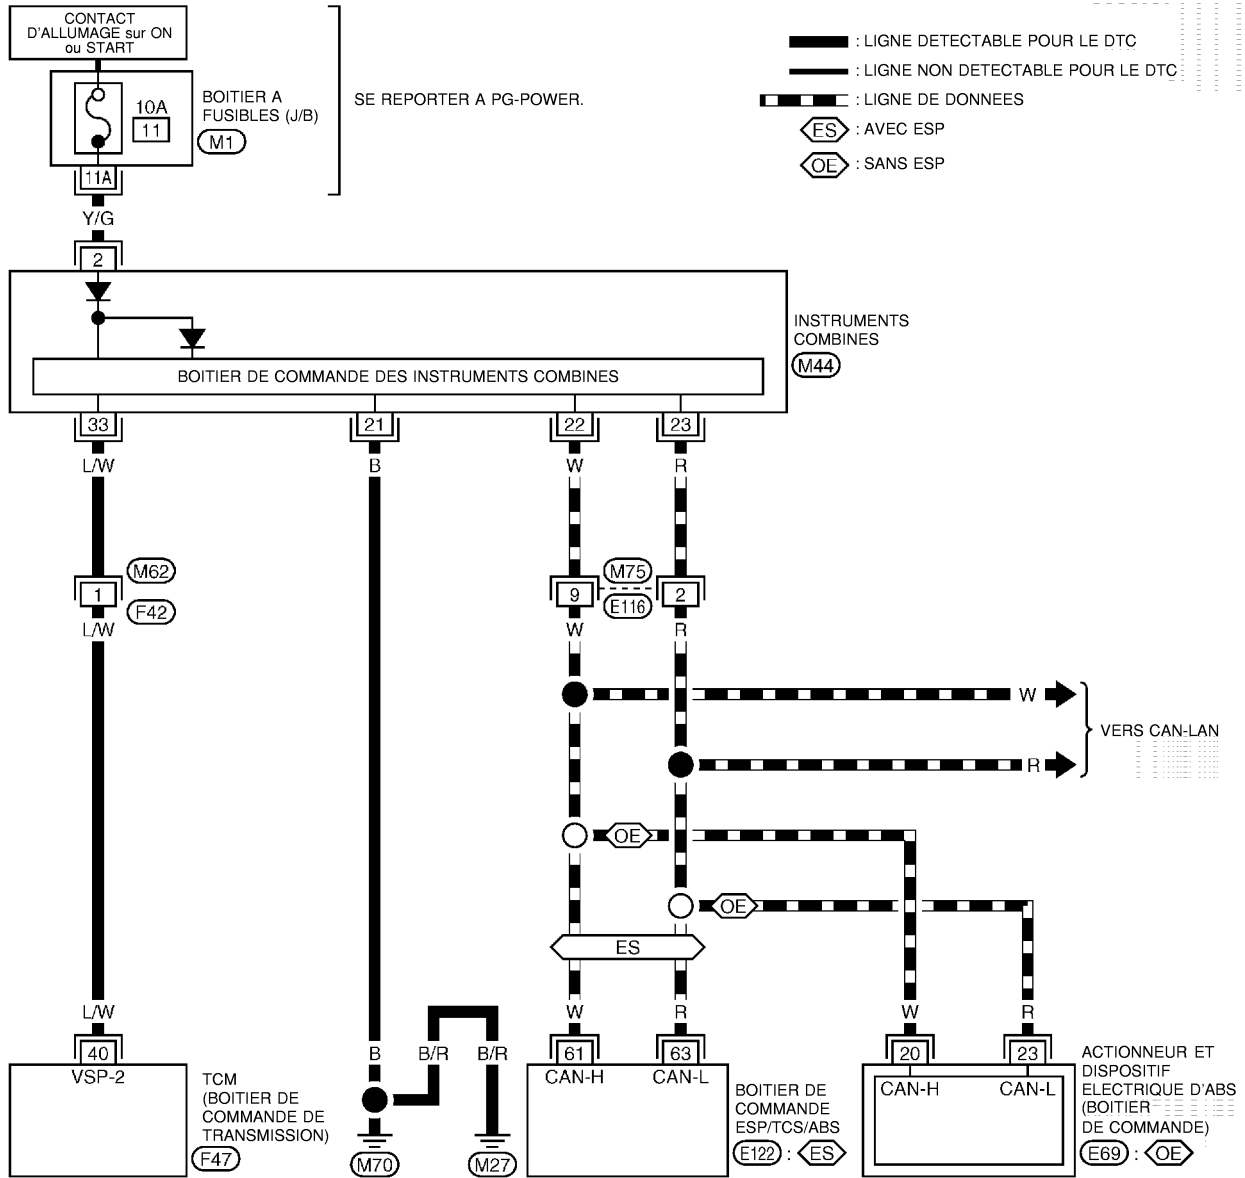 CONTACT
D'ALLUMAGE sur ON
ou START
10A
11
BOITIER A
FUSIBLES (J/B)
M1
11A
SE REPORTER A PG-POWER.
: LIGNE DETECTABLE POUR LE DTC
: LIGNE NON DETECTABLE POUR LE DTC
: LIGNE DE DONNEES
ES : AVEC ESP
OE : SANS ESP
Y/G
2
INSTRUMENTS
COMBINES
M44
BOITIER DE COMMANDE DES INSTRUMENTS COMBINES
33 21 22 23
L/W B W R
M62
1
F42
M75
9 2
E116
L/W W R
W
VERS CAN-LAN
R
OE
OE
ES
L/W W R W R
40 B B/R B/R 61 63 20 23
VSP-2 CAN-H CAN-L CAN-H CAN-L
TCM
(BOITIER DE
COMMANDE DE
TRANSMISSION)
F47
M70 M27
BOITIER DE
COMMANDE
ESP/TCS/ABS
E122 : ES
ACTIONNEUR ET
DISPOSITIF
ELECTRIQUE D'ABS
(BOITIER
DE COMMANDE)
E69 : OE